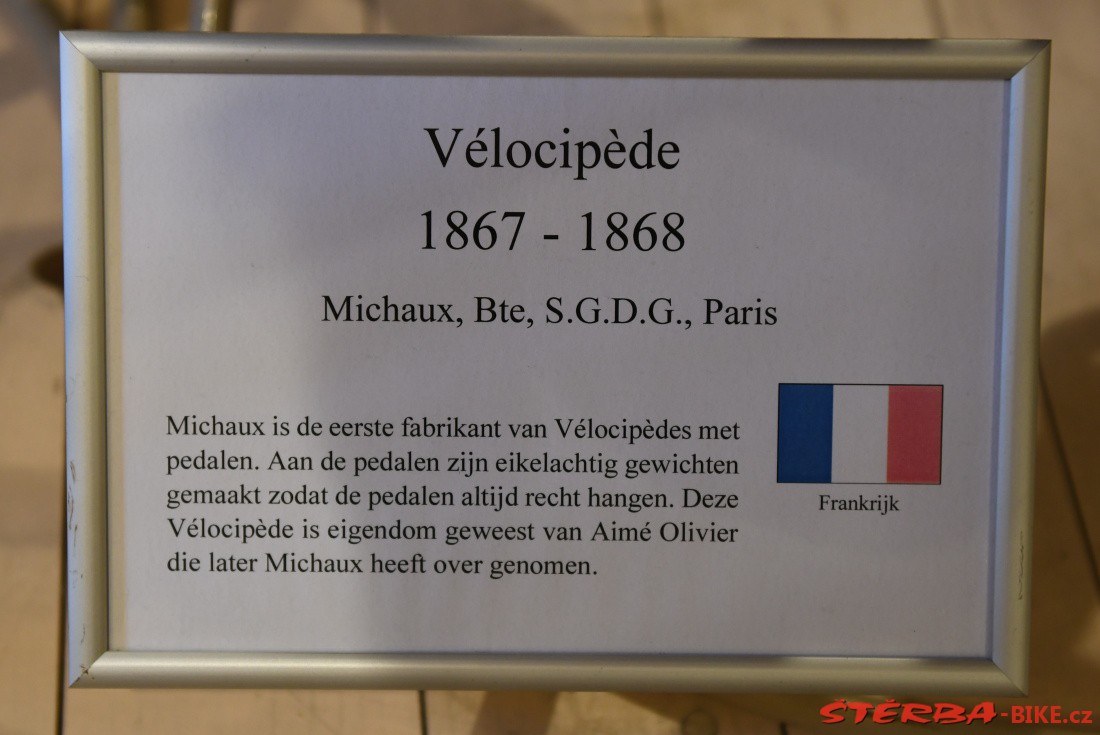 Vélocipède
1867 - 1868
Michaux, Bte, S.G.D.G., Paris
Michaux is de eerste fabrikant van Vélocipèdes met
pedalen. Aan de pedalen zijn eikelachtig gewichten
gemaakt zodat de pedalen altijd recht hangen. Deze
Vélocipède is eigendom geweest van Aimé Olivier
die later Michaux heeft over genomen.
Frankrijk
ŠTĚRBA-BIKE.cz